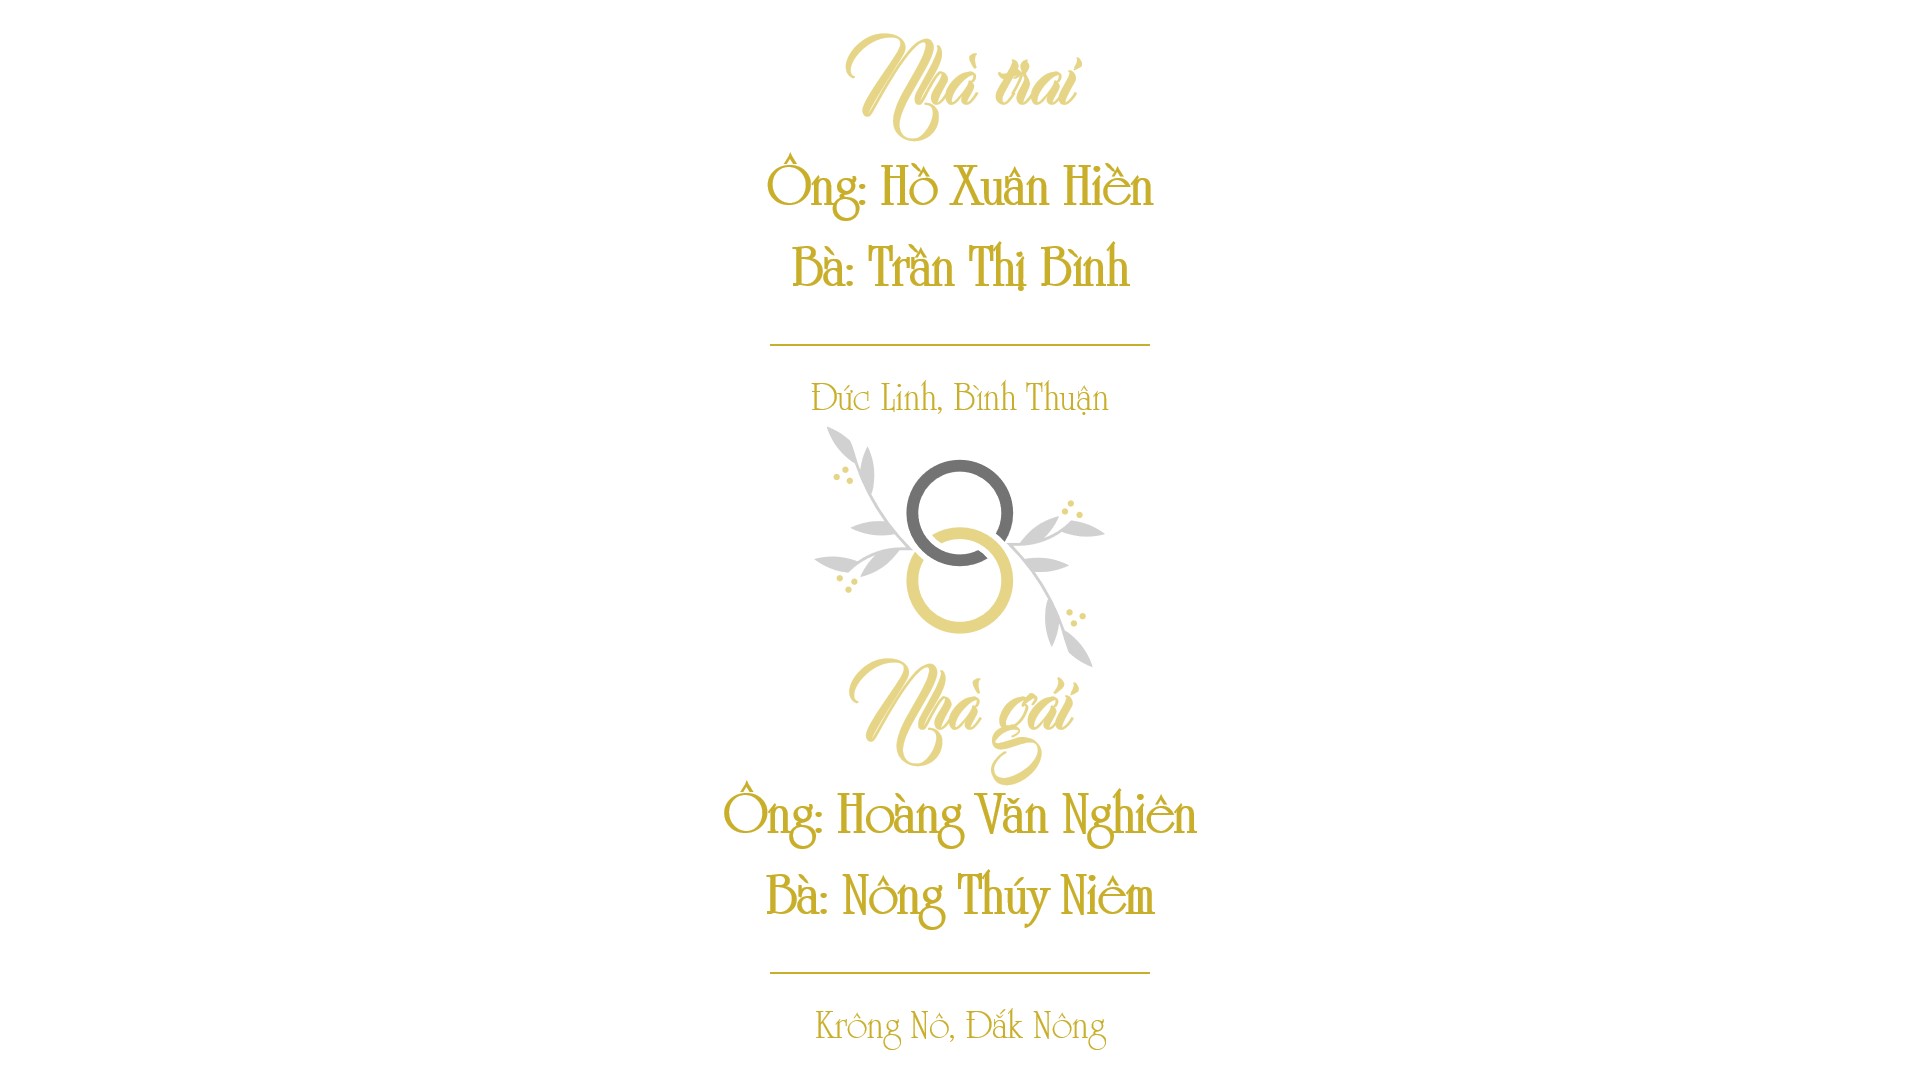 Nhà trai
Ông: Hồ Xuân Hiền
Bà: Trần Thị Bình
Đức Linh, Bình Thuận
Nhà gái
Ông: Hoàng Văn Nghiên
Bà: Nông Thúy Niêm
Krông Nô, Đắk Nông